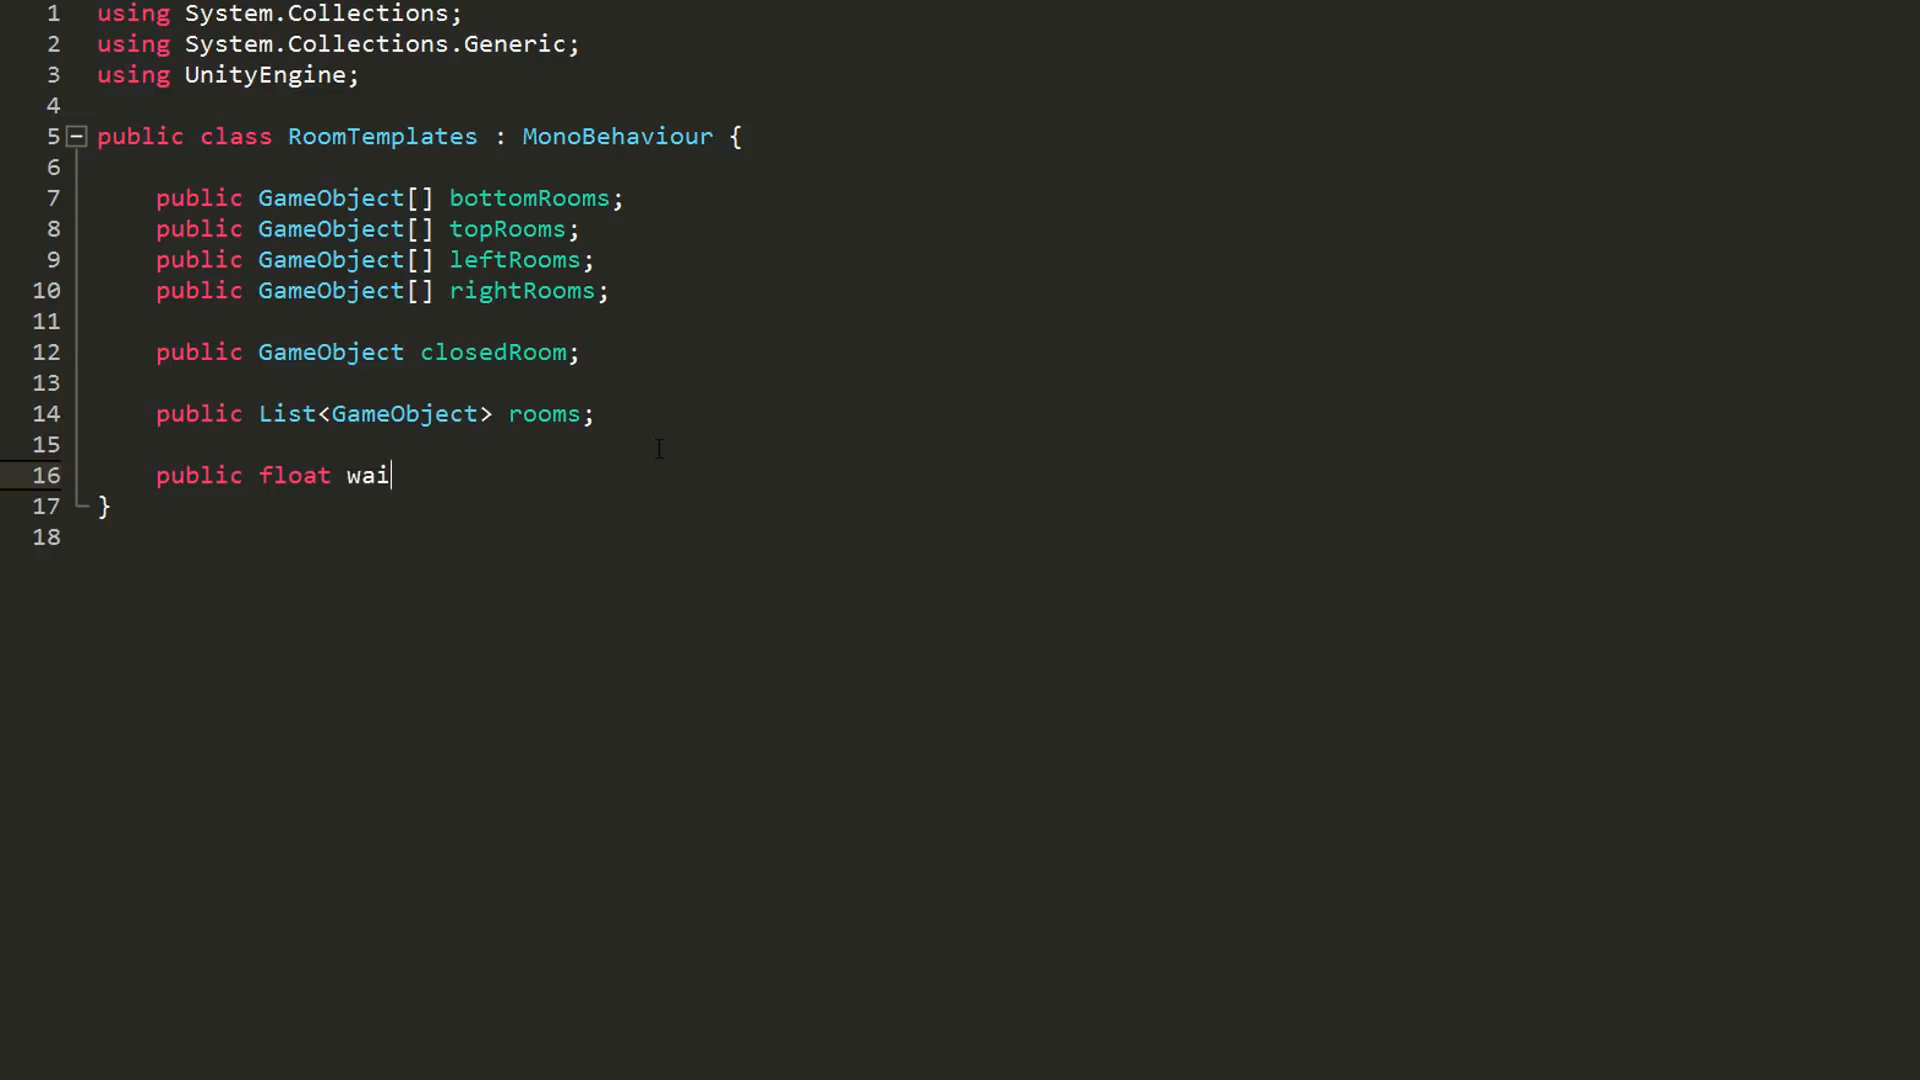 1 using System.Collections;
2 using System.Collections.Generic;
3 using UnityEngine;
4
5 public class RoomTemplates : MonoBehaviour {
6
7     public GameObject[] bottomRooms;
8     public GameObject[] topRooms;
9     public GameObject[] leftRooms;
10     public GameObject[] rightRooms;
11
12     public GameObject closedRoom;
13
14     public List<GameObject> rooms;
15
16     public float wai
17 }
18